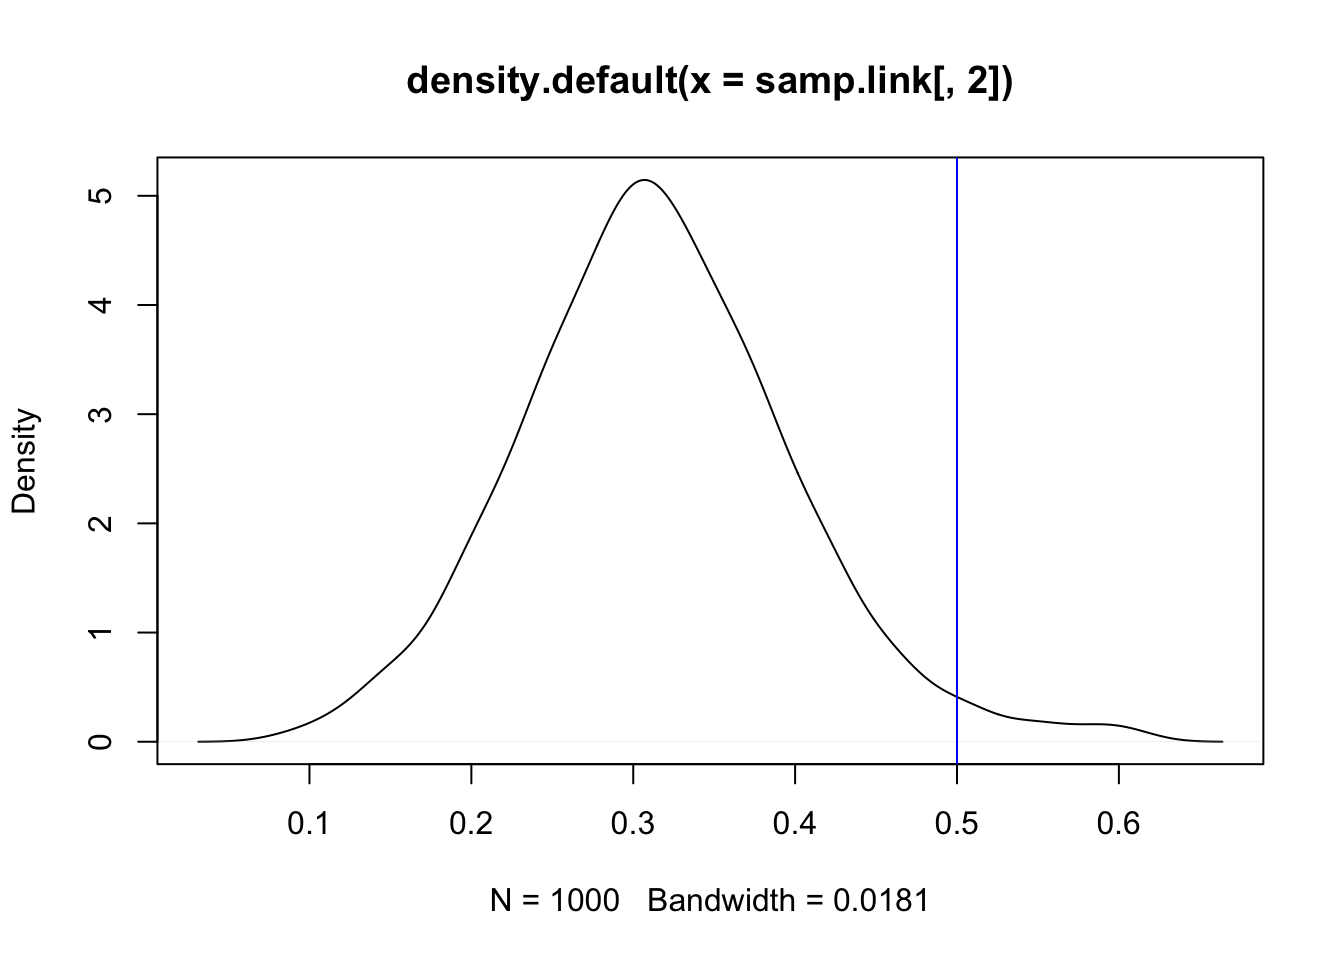 density.default(x = samp.link[, 2])
Density
5
4
3
2
1
0
0.1 0.2 0.3 0.4 0.5 0.6
N = 1000 Bandwidth = 0.0181